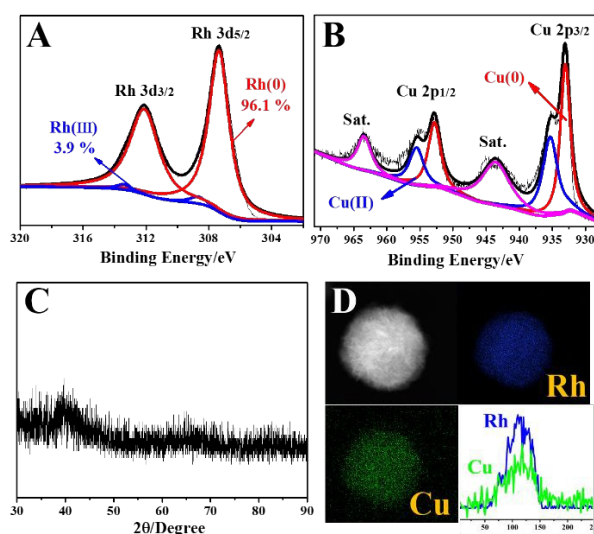 A
Rh 3d5/2
Rh 3d3/2
Rh(0)
96.1 %
Rh(III)
3.9 %
320 316 312 308 304
Binding Energy/eV
B
Cu 2p3/2
Cu(0)
Cu 2p1/2
Sat.
Sat.
Cu(II)
970 965 960 955 950 945 940 935 930
Binding Energy/eV
C
30 40 50 60 70 80 90
2θ/Degree
D
Rh
Cu
Rh
Cu
50 100 150 200